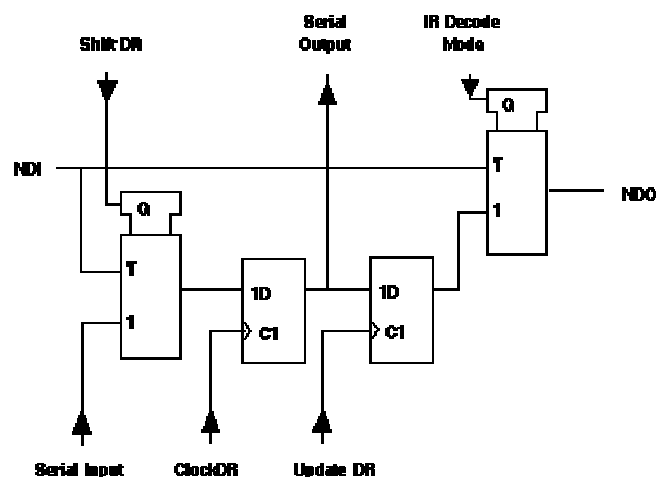 Serial
Output
IR Decode
Mode
Shift DR
G
NDI
T
1
NDO
G
T
1
1D
C1
1D
C1
Serial Input
ClockDR
Update DR